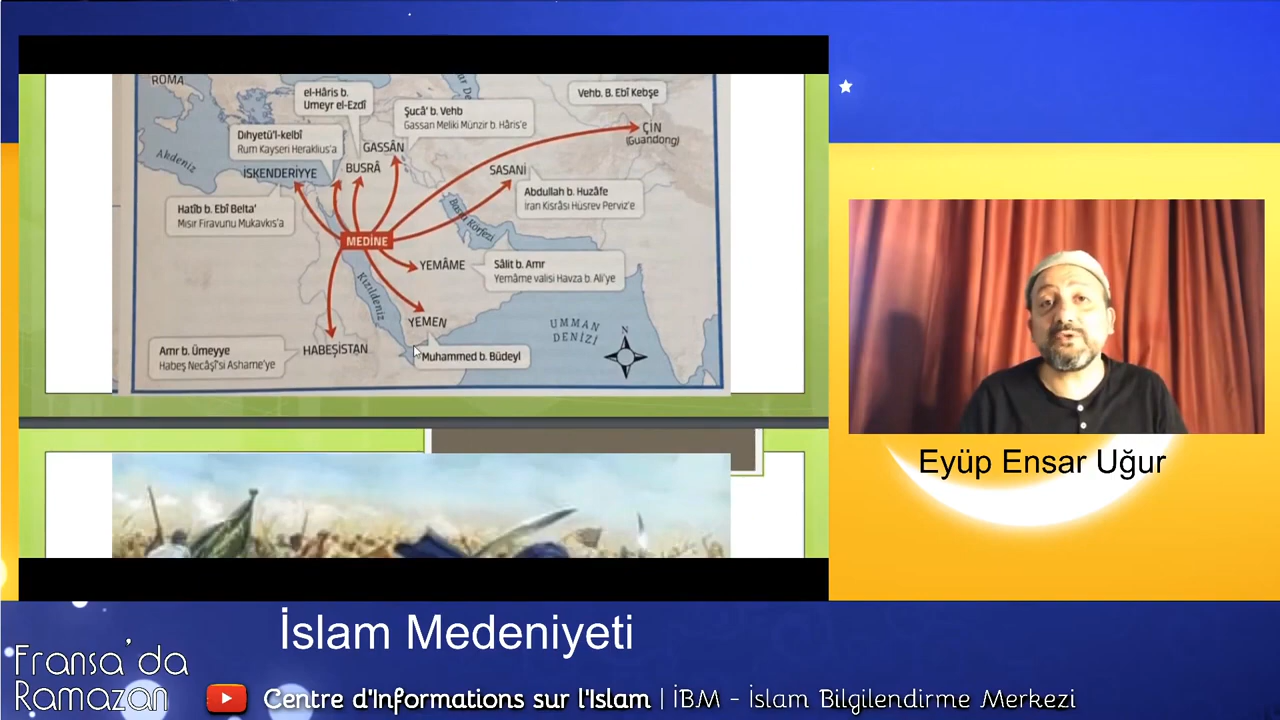 ROMA
el-Hâris b.
Umeyr el-Ezdî
Şucâ' b. Vehb
Gassan Meliki Münzir b. Hâris'e
Vehb. B. Ebî Kebşe
ÇİN
(Guandong)
Dıhyetü'l-kelbî
Rum Kayseri Heraklius'a
GASSÂN
BUSRÂ
Akdeniz
İSKENDERİYYE
SASANİ
Abdullah b. Huzâfe
İran Kisrâsı Hüsrev Perviz'e
Hatîb b. Ebî Belta'
Mısır Firavunu Mukavkıs'a
Basra Körfezi
MEDİNE
YEMÂME
Sâlit b. Amr
Yemâme valisi Havza b. Ali'ye
Kızıldeniz
YEMEN
UMMAN
DENİZİ
N
Amr b. Ümeyye
Habeş Necâşî'si Ashame'ye
HABEŞİSTAN
Muhammed b. Büdeyl
Eyüp Ensar Uğur
İslam Medeniyeti
Fransa'da
Ramazan
Centre d'Informations sur l'Islam | İBM - İslam Bilgilendirme Merkezi